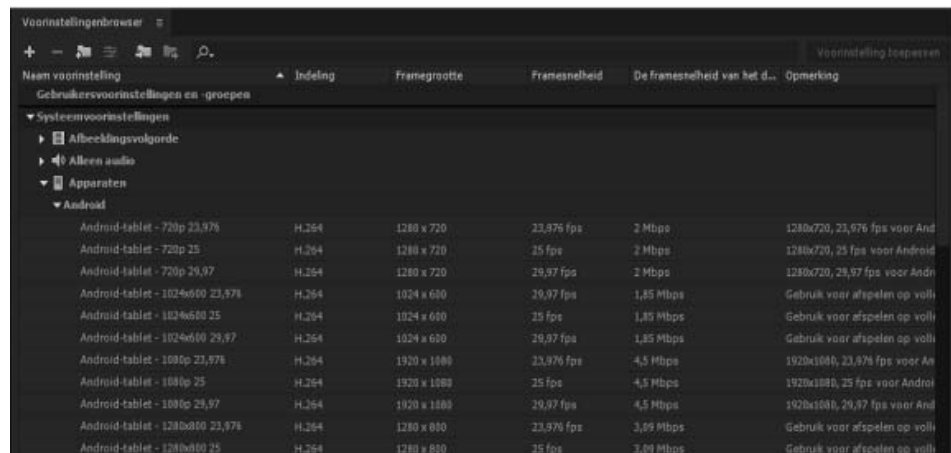 Voorinstellingenbrowser
Voorinstelling toepassen
Naam voorinstelling Indeling Framegrootte Framesnelheid De framesnelheid van het d... Opmerking
Gebruikersvoorinstellingen en -groepen
Systeemvoorinstellingen
Afbeeldingsvolgorde
Alleen audio
Apparaten
Android
Android-tablet - 720p 23,976 H.264 1280 x 720 23,976 fps 2 Mbps 1280x720, 23,976 fps voor And
Android-tablet - 720p 25 H.264 1280 x 720 25 fps 2 Mbps 1280x720, 25 fps voor Android
Android-tablet - 720p 29,97 H.264 1280 x 720 29,97 fps 2 Mbps 1280x720, 29,97 fps voor Andr
Android-tablet - 1024x600 23,976 H.264 1024 x 600 29,97 fps 1,85 Mbps Gebruik voor afspelen op volle
Android-tablet - 1024x600 25 H.264 1024 x 600 25 fps 1,85 Mbps Gebruik voor afspelen op volle
Android-tablet - 1024x600 29,97 H.264 1024 x 600 29,97 fps 1,85 Mbps Gebruik voor afspelen op volle
Android-tablet - 1080p 23,976 H.264 1920 x 1080 23,976 fps 4,5 Mbps 1920x1080, 23,976 fps voor An
Android-tablet - 1080p 25 H.264 1920 x 1080 25 fps 4,5 Mbps 1920x1080, 25 fps voor Androi
Android-tablet - 1080p 29,97 H.264 1920 x 1080 29,97 fps 4,5 Mbps 1920x1080, 29,97 fps voor And
Android-tablet - 1280x800 23,976 H.264 1280 x 800 23,976 fps 3,09 Mbps Gebruik voor afspelen op volle
Android-tablet - 1280x800 25 H.264 1280 x 800 25 fps 3,09 Mbps Gebruik voor afspelen op volle